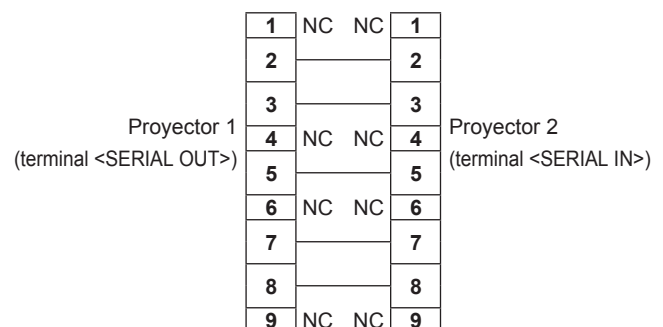 1 NC NC 1
2 2
3 3
Proyector 1
(terminal <SERIAL OUT>)
4 NC NC 4
Proyector 2
(terminal <SERIAL IN>)
5 5
6 NC NC 6
7 7
8 8
9 NC NC 9